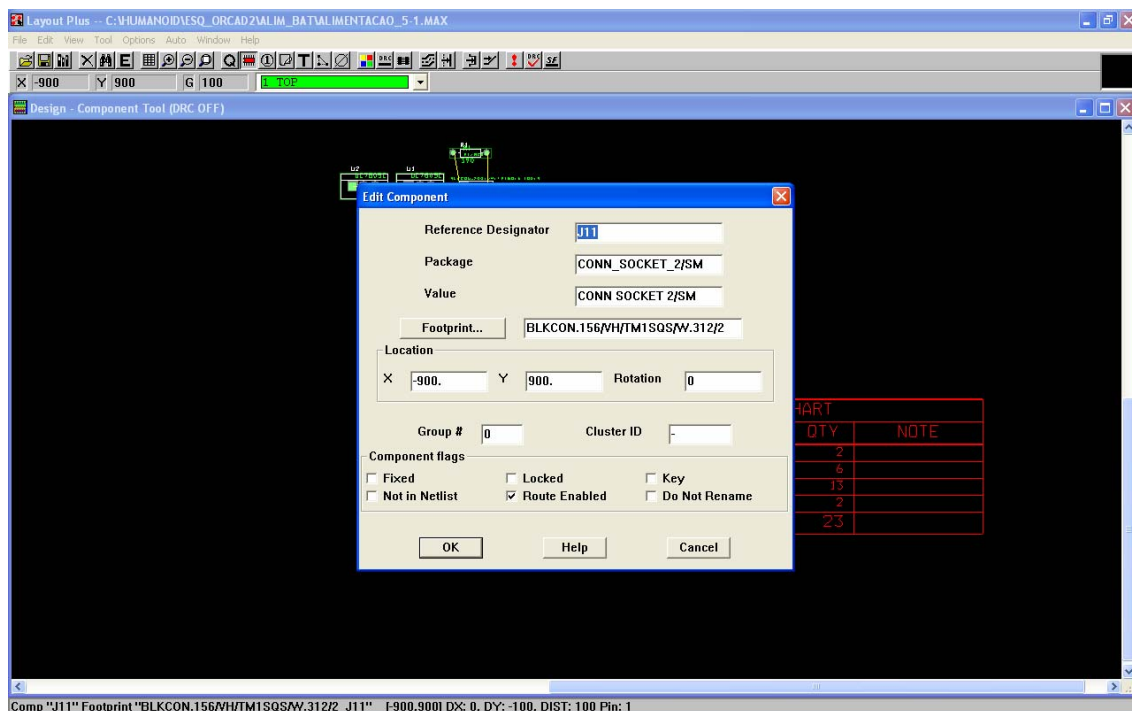 Layout Plus -- C:\HUMANOID\ESQ_ORCAD2\ALIM_BAT\ALIMENTACAO_5-1.MAX
File Edit View Tool Options Auto Window Help
X -900 Y 900 G 100 1 TOP
Design - Component Tool (DRC OFF)
Edit Component
Reference Designator J11
Package CONN_SOCKET_2/SM
Value CONN SOCKET 2/SM
Footprint... BLKCON.156/VH/TM1SQS/W.312/2
Location
X -900. Y 900. Rotation 0
HART
Group # 0 Cluster ID - QTY NOTE
2
Component flags
6
Fixed Locked Key
13
Not in Netlist Route Enabled Do Not Rename
2
23
OK Help Cancel
Comp "J11" Footprint "BLKCON.156/VH/TM1SQS/W.312/2_J11" [-900,900] DX: 0, DY: -100, DIST: 100 Pin: 1